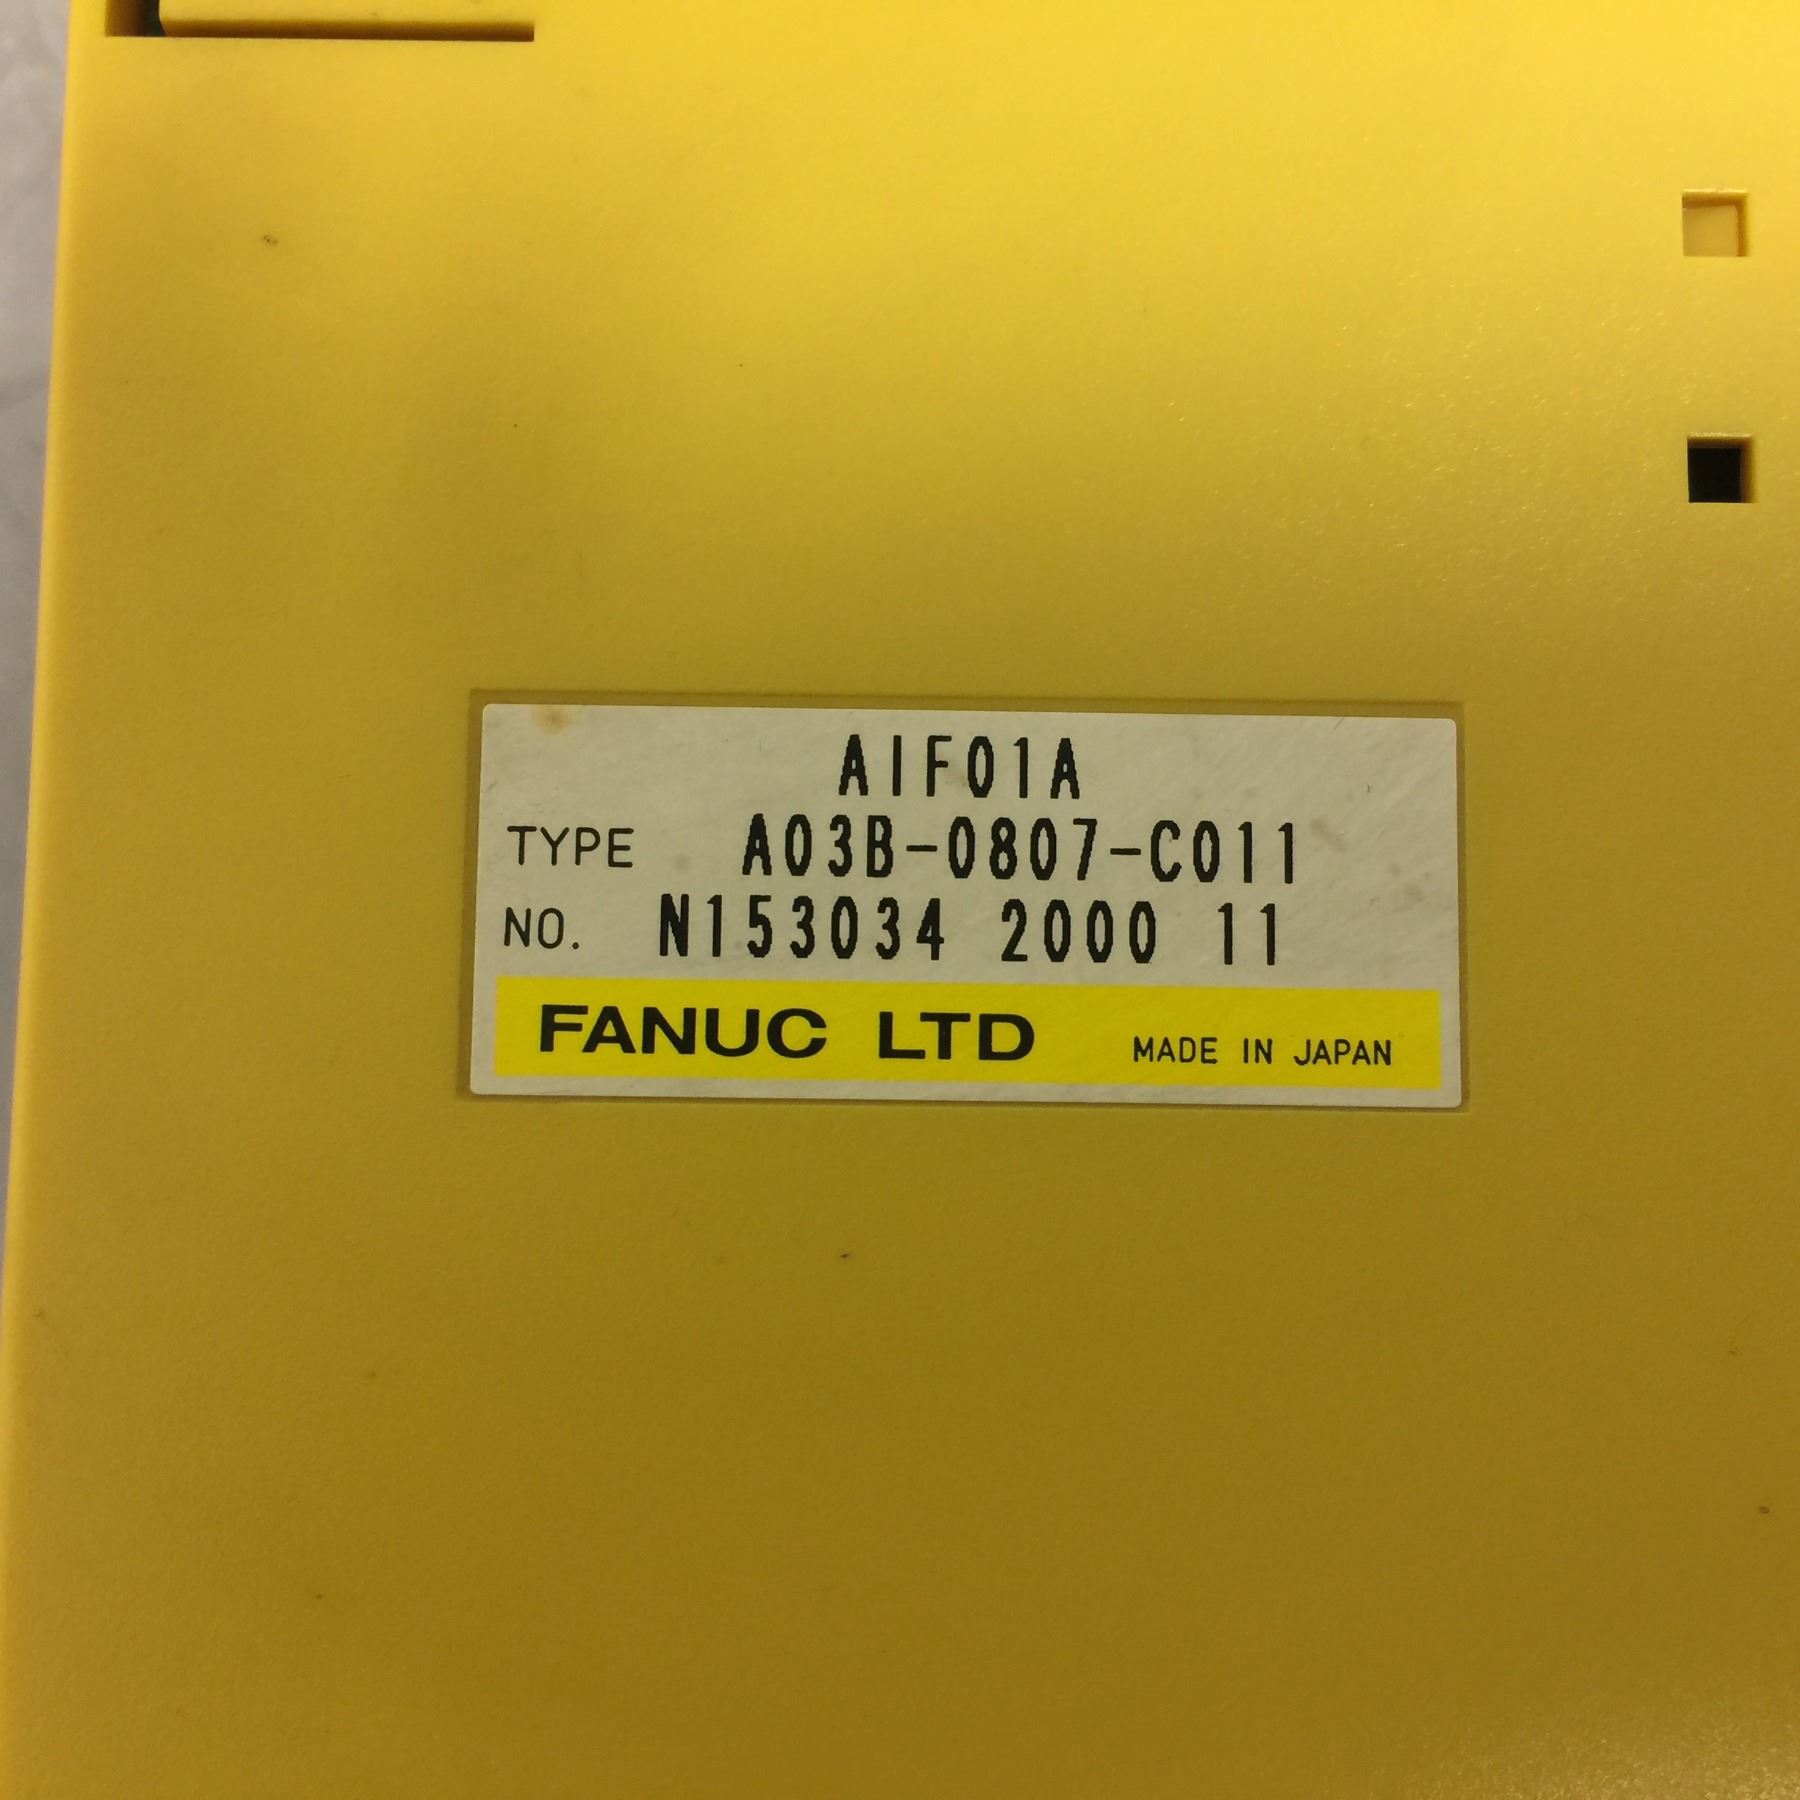 AIF01A
TYPE A03B-0807-C011
NO. N153034 2000 11
FANUC LTD MADE IN JAPAN